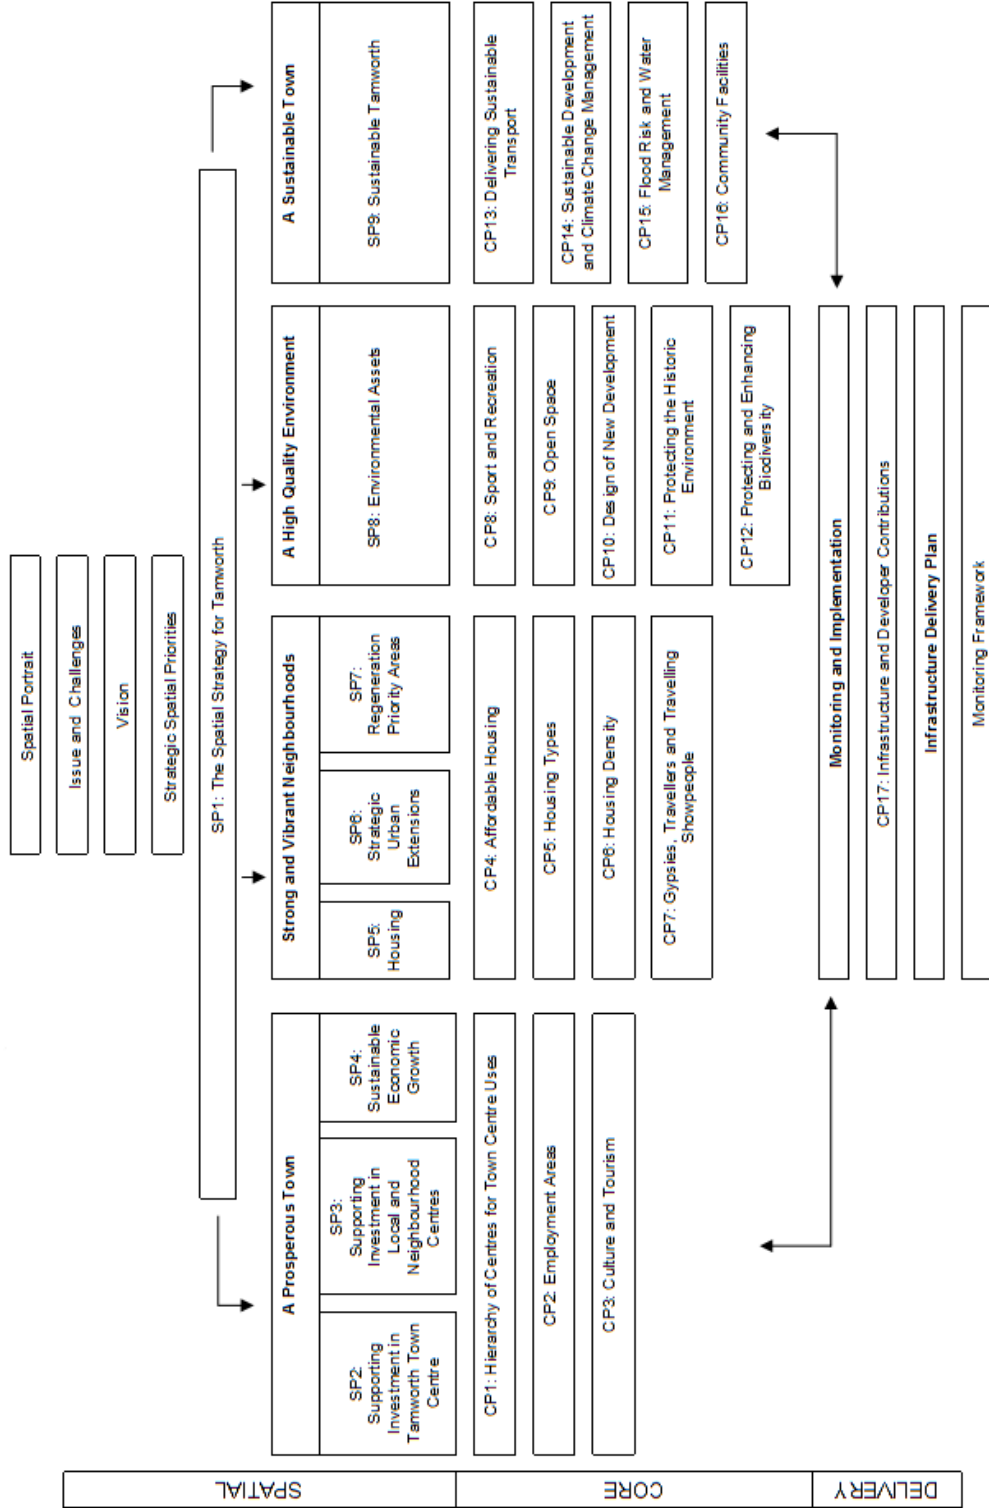 Spatial Portrait
Issue and Challenges
Vision
Strategic Spatial Priorities
SP1: The Spatial Strategy for Tamworth
A Prosperous Town
SP2:
Supporting
Investment in
Tamworth Town
Centre
SP3:
Supporting
Investment in
Local and
Neighbourhood
Centres
SP4:
Sustainable
Economic
Growth
CP1: Hierarchy of Centres for Town Centre Uses
CP2: Employment Areas
CP3: Culture and Tourism
Strong and Vibrant Neighbourhoods
SP5:
Housing
SP6:
Strategic
Urban
Extensions
SP7:
Regeneration
Priority Areas
CP4: Affordable Housing
CP5: Housing Types
CP6: Housing Density
CP7: Gypsies, Travellers and Travelling
Showpeople
A High Quality Environment
SP8: Environmental Assets
CP8: Sport and Recreation
CP9: Open Space
CP10: Design of New Development
CP11: Protecting the Historic
Environment
CP12: Protecting and Enhancing
Biodiversity
A Sustainable Town
SP9: Sustainable Tamworth
CP13: Delivering Sustainable
Transport
CP14: Sustainable Development
and Climate Change Management
CP15: Flood Risk and Water
Management
CP16: Community Facilities
Monitoring and Implementation
CP17: Infrastructure and Developer Contributions
Infrastructure Delivery Plan
Monitoring Framework
SPATIAL
CORE
DELIVERY